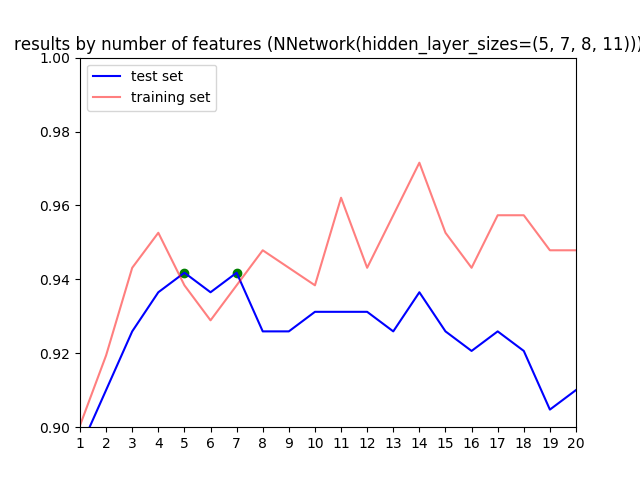 results by number of features (NNetwork(hidden_layer_sizes=(5, 7, 8, 11)))
test set
training set
1.00
0.98
0.96
0.94
0.92
0.90
1 2 3 4 5 6 7 8 9 10 11 12 13 14 15 16 17 18 19 20